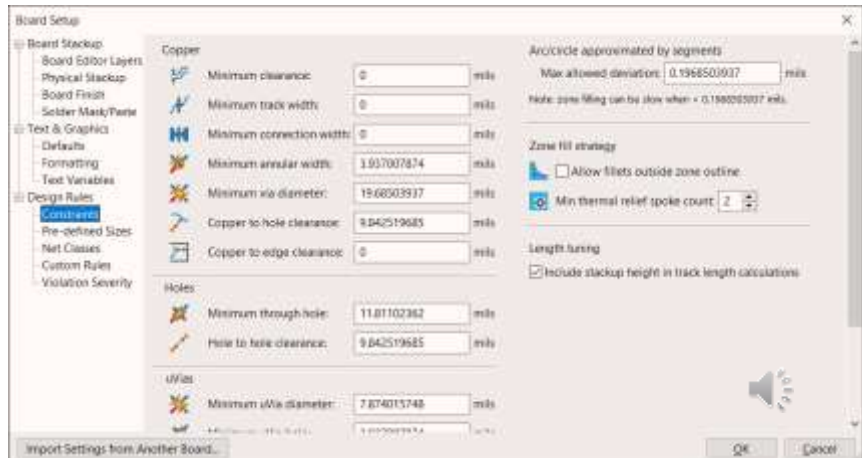 Board Setup
Board Stackup
Board Editor Layers
Physical Stackup
Board Finish
Solder Mask/Paste
Text & Graphics
Defaults
Formatting
Text Variables
Design Rules
Constraints
Pre-defined Sizes
Net Classes
Custom Rules
Violation Severity
Copper
Minimum clearance: 0 mils
Minimum track width: 0 mils
Minimum connection width: 0 mils
Minimum annular width: 3.937007874 mils
Minimum via diameter: 19.68503937 mils
Copper to hole clearance: 9.842519685 mils
Copper to edge clearance: 0 mils
Holes
Minimum through hole: 11.81102362 mils
Hole to hole clearance: 9.842519685 mils
uVias
Minimum uVia diameter: 7.874015748 mils
Arc/circle approximated by segments
Max allowed deviation: 0.1968503937 mils
Note: zone filling can be slow when < 0.1968503937 mils.
Zone fill strategy
Allow fillets outside zone outline
Min thermal relief spoke count: 2
Length tuning
Include stackup height in track length calculations
Import Settings from Another Board...
OK
Cancel